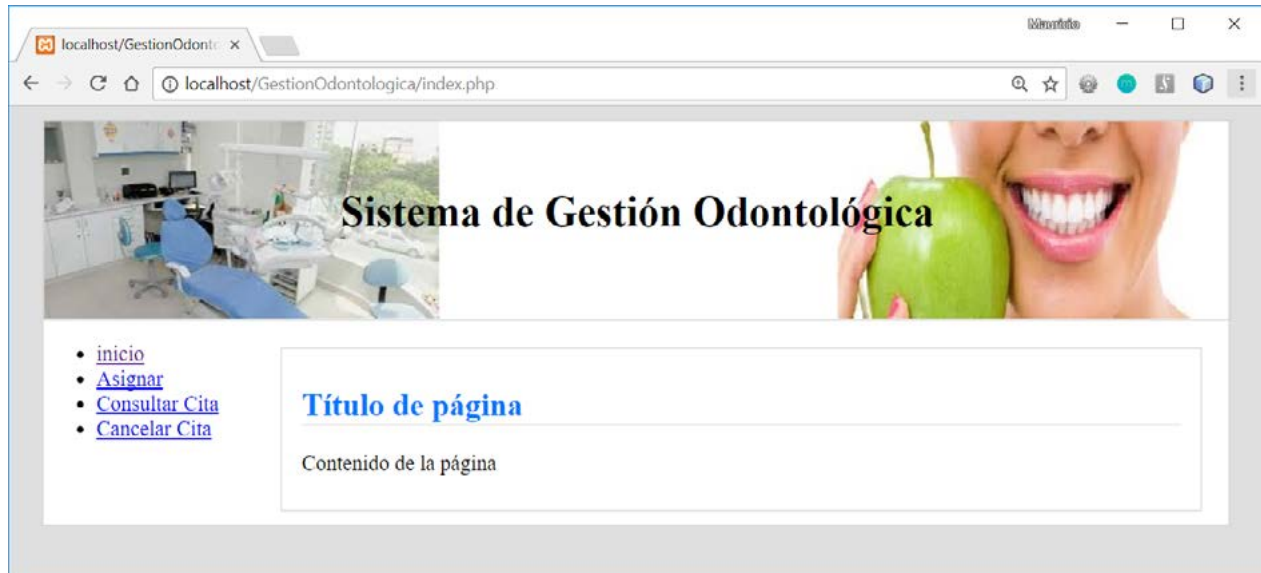 Mauricio
localhost/GestionOdonto
localhost/GestionOdontologica/index.php
Sistema de Gestión Odontológica
inicio
Asignar
Consultar Cita
Cancelar Cita
Título de página
Contenido de la página